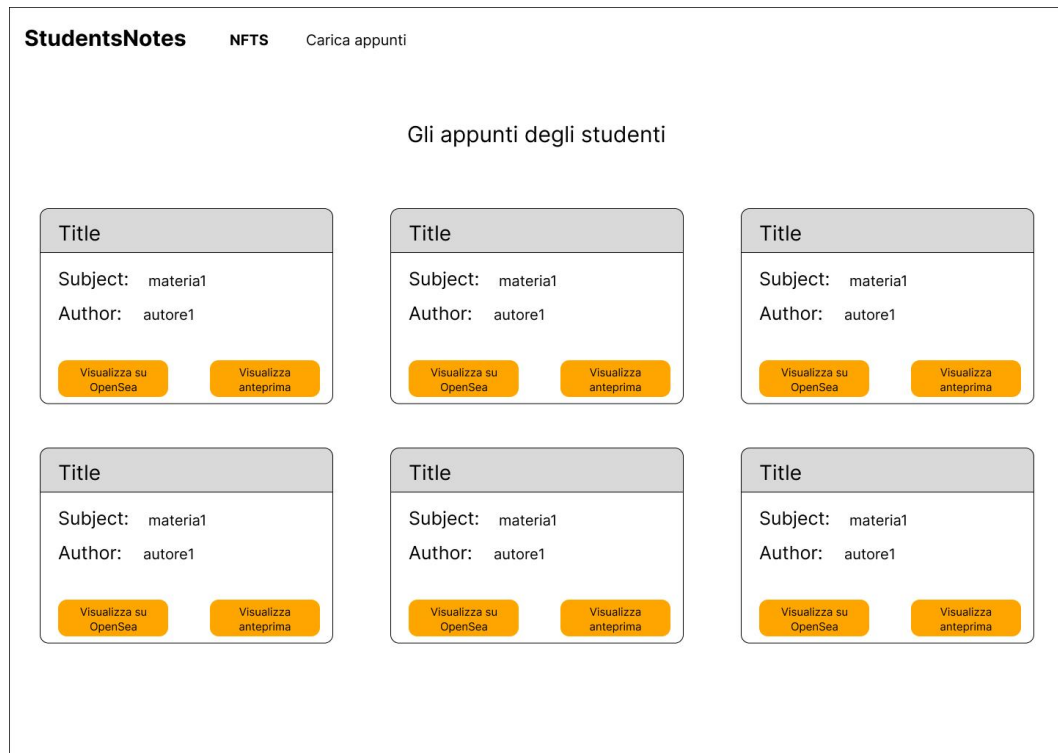 StudentsNotes NFTS Carica appunti
Gli appunti degli studenti
Title
Subject: materia1
Author: autore1
Visualizza su
OpenSea
Visualizza
anteprima
Title
Subject: materia1
Author: autore1
Visualizza su
OpenSea
Visualizza
anteprima
Title
Subject: materia1
Author: autore1
Visualizza su
OpenSea
Visualizza
anteprima
Title
Subject: materia1
Author: autore1
Visualizza su
OpenSea
Visualizza
anteprima
Title
Subject: materia1
Author: autore1
Visualizza su
OpenSea
Visualizza
anteprima
Title
Subject: materia1
Author: autore1
Visualizza su
OpenSea
Visualizza
anteprima